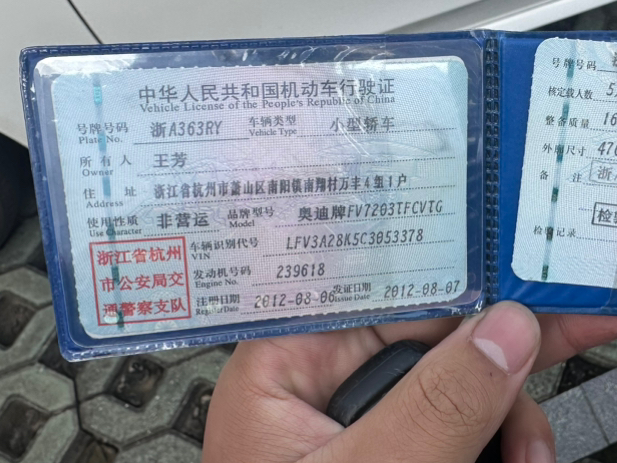 中华人民共和国机动车行驶证
Vehicle License of the People's Republic of China
号牌号码 浙A363RY 车辆类型 小型轿车
Plate No. Vehicle Type
所有人 王芳
Owner
住 址 浙江省杭州市萧山区南阳镇南翔村万丰4组1户
Address
使用性质 非营运 品牌型号 奥迪牌FV7203TFCVTG
Use Character Model
浙江省杭州
市公安局交
通警察支队
车辆识别代号 LFV3A28K5C3053378
VIN
发动机号码 239618
Engine No.
注册日期 2012-08-06 发证日期 2012-08-07
Register Date Issue Date
号牌号码
核定载人数
整备质量
外廓尺寸
备 注
检验记录